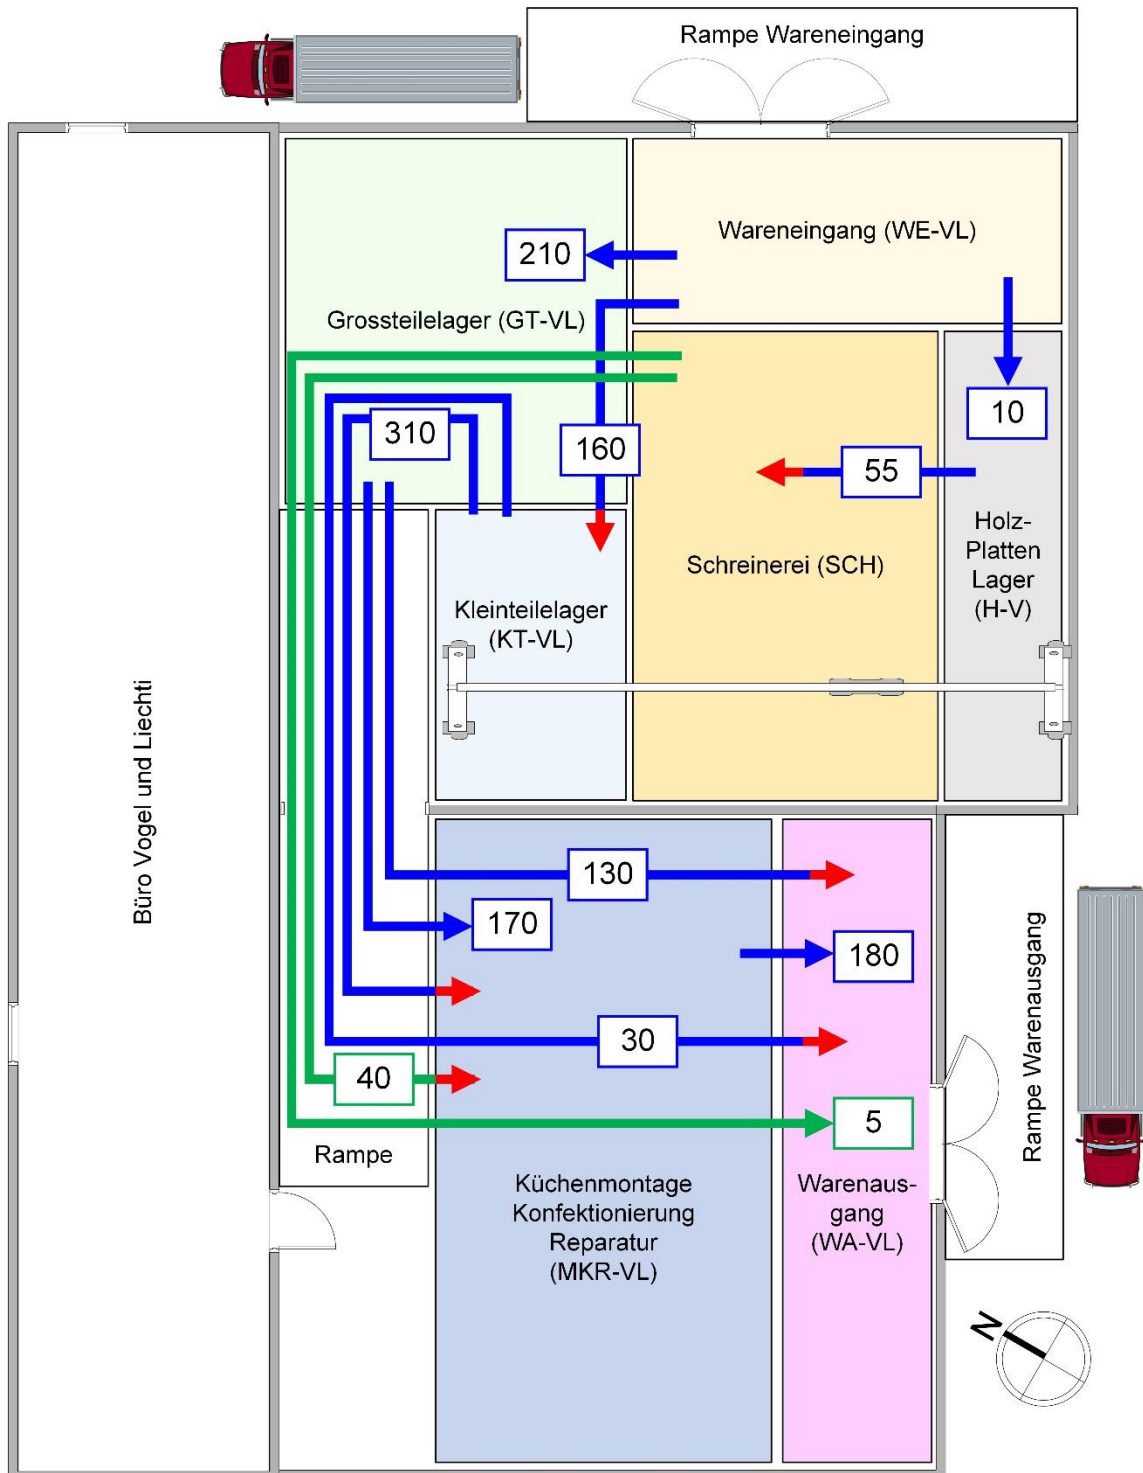 Rampe Wareneingang
Wareneingang (WE-VL)
210
Grossteilelager (GT-VL)
10
310
160
55
Holz-
Platten
Lager
(H-V)
Schreinerei (SCH)
Kleinteilelager
(KT-VL)
Büro Vogel und Liechti
130
170
180
30
40
5
Rampe
Rampe Warenausgang
Küchenmontage
Konfektionierung
Reparatur
(MKR-VL)
Warenaus-
gang
(WA-VL)
N